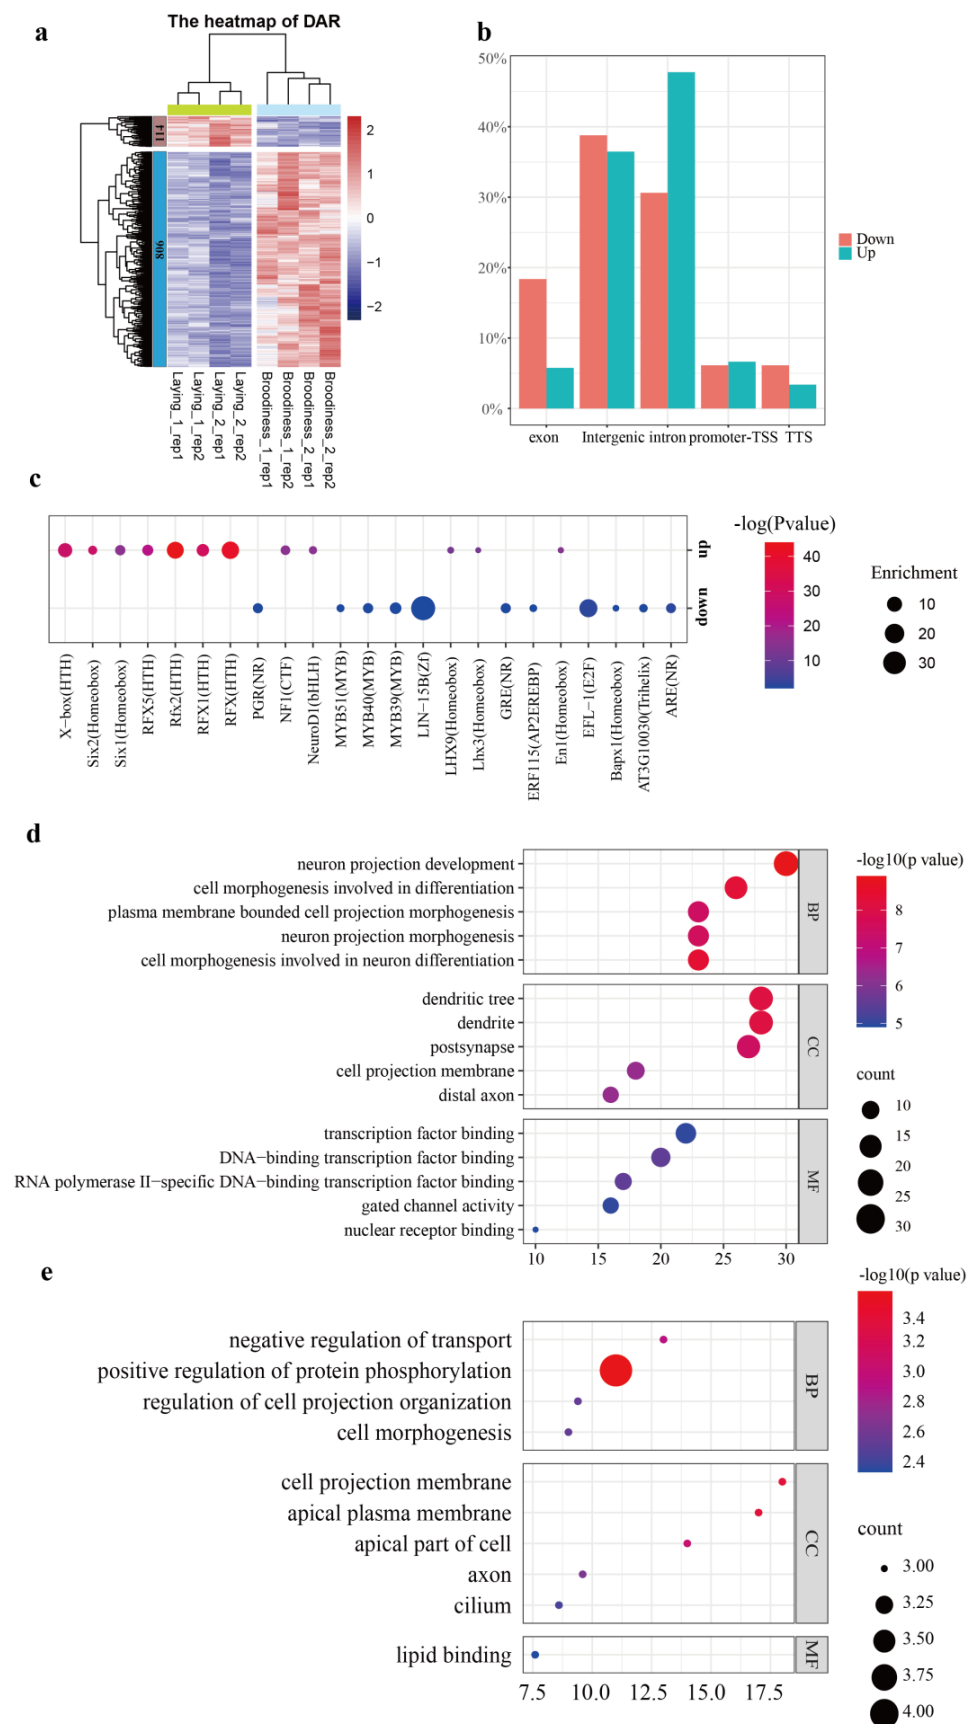 a
The heatmap of DAR
114
908
2
1
0
−1
−2
Laying_1_rep1
Laying_1_rep2
Laying_2_rep1
Laying_2_rep2
Broodiness_1_rep1
Broodiness_1_rep2
Broodiness_2_rep1
Broodiness_2_rep2
b
50%
40%
30%
20%
10%
0%
exon
Intergenic
intron
promoter-TSS
TTS
Down
Up
c
up
down
X−box(HTH)
Six2(Homeobox)
Six1(Homeobox)
RFX5(HTH)
Rfx2(HTH)
RFX1(HTH)
RFX(HTH)
PGR(NR)
NF1(CTF)
NeuroD1(bHLH)
MYB51(MYB)
MYB40(MYB)
MYB39(MYB)
LIN−15B(Zf)
LHX9(Homeobox)
Lhx3(Homeobox)
GRE(NR)
ERF115(AP2EREBP)
En1(Homeobox)
EFL−1(E2F)
Bapx1(Homeobox)
AT3G10030(Trihelix)
ARE(NR)
-log(Pvalue)
40
30
20
10
Enrichment
10
20
30
d
neuron projection development
cell morphogenesis involved in differentiation
plasma membrane bounded cell projection morphogenesis
neuron projection morphogenesis
cell morphogenesis involved in neuron differentiation
BP
dendritic tree
dendrite
postsynapse
cell projection membrane
distal axon
CC
transcription factor binding
DNA−binding transcription factor binding
RNA polymerase II−specific DNA−binding transcription factor binding
gated channel activity
nuclear receptor binding
MF
10
15
20
25
30
-log10(p value)
8
7
6
5
count
10
15
20
25
30
e
negative regulation of transport
positive regulation of protein phosphorylation
regulation of cell projection organization
cell morphogenesis
BP
cell projection membrane
apical plasma membrane
apical part of cell
axon
cilium
CC
lipid binding
MF
7.5
10.0
12.5
15.0
17.5
-log10(p value)
3.4
3.2
3.0
2.8
2.6
2.4
count
3.00
3.25
3.50
3.75
4.00